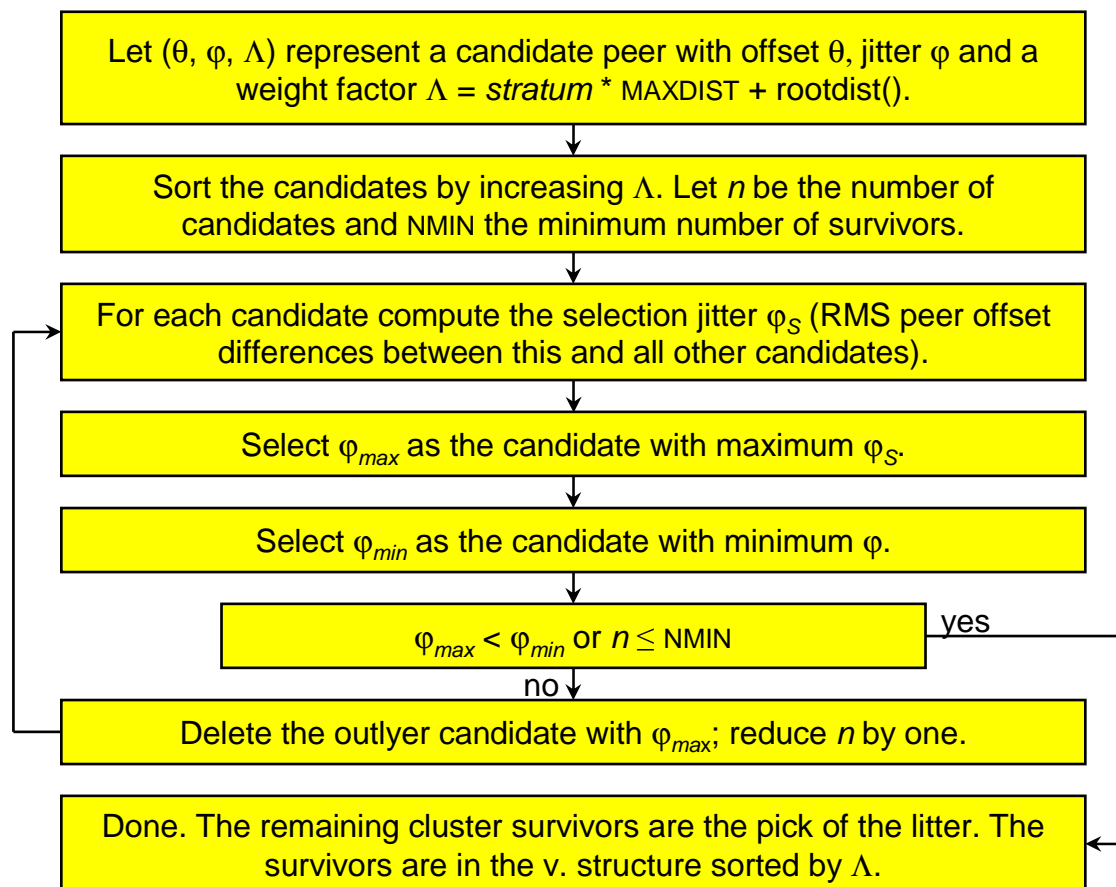 Let (θ, φ, Λ) represent a candidate peer with offset θ, jitter φ and a
weight factor Λ = stratum * MAXDIST + rootdist().
Sort the candidates by increasing Λ. Let n be the number of
candidates and NMIN the minimum number of survivors.
For each candidate compute the selection jitter φS (RMS peer offset
differences between this and all other candidates).
Select φmax as the candidate with maximum φS.
Select φmin as the candidate with minimum φ.
φmax < φmin or n ≤ NMIN
yes
no
Delete the outlyer candidate with φmax; reduce n by one.
Done. The remaining cluster survivors are the pick of the litter. The
survivors are in the v. structure sorted by Λ.